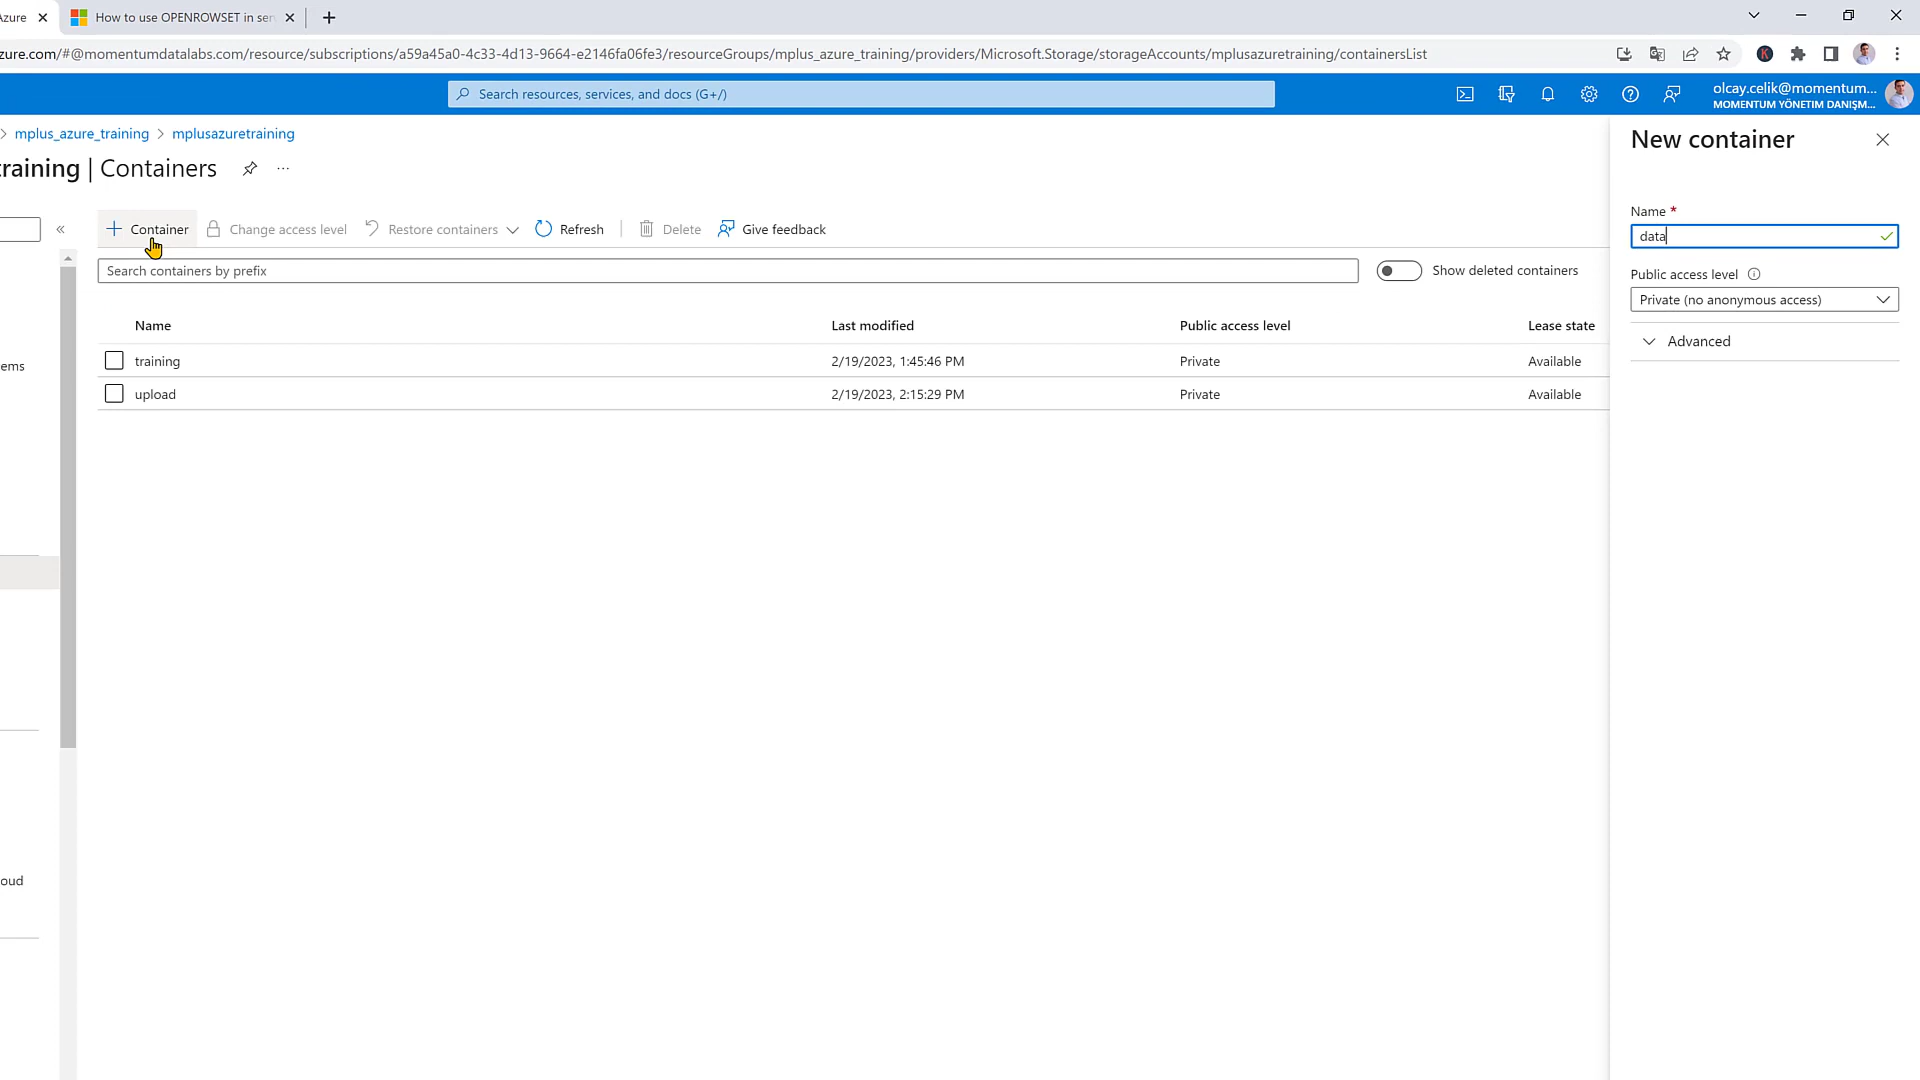 Azure
How to use OPENROWSET in ser
zure.com/#@momentumdatalabs.com/resource/subscriptions/a59a45a0-4c33-4d13-9664-e2146fa06fe3/resourceGroups/mplus_azure_training/providers/Microsoft.Storage/storageAccounts/mplusazuretraining/containersList
Search resources, services, and docs (G+/)
olcay.celik@momentum...
MOMENTUM YÖNETIM DANIŞM...
mplus_azure_training > mplusazuretraining
training | Containers
...
New container
Container
Change access level
Restore containers
Refresh
Delete
Give feedback
Search containers by prefix
Show deleted containers
Name Last modified Public access level Lease state
training 2/19/2023, 1:45:46 PM Private Available
upload 2/19/2023, 2:15:29 PM Private Available
Name *
data
Public access level
Private (no anonymous access)
Advanced
ems
oud
K